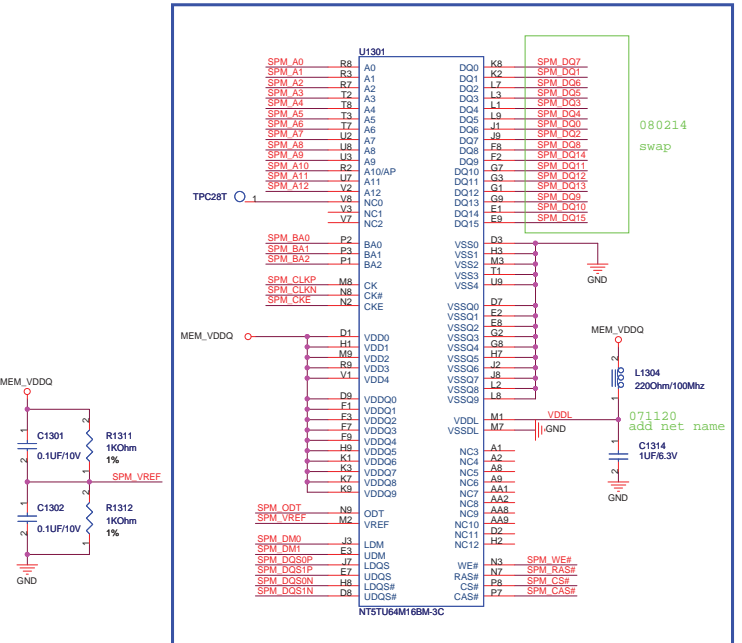 U1301
SPM_A0 R8 A0 DQ0 K8 SPM_DQ7
SPM_A1 R3 A1 DQ1 K2 SPM_DQ1
SPM_A2 R7 A2 DQ2 L7 SPM_DQ6
SPM_A3 T2 A3 DQ3 L3 SPM_DQ5
SPM_A4 T8 A4 DQ4 L1 SPM_DQ3
SPM_A5 T3 A5 DQ5 L9 SPM_DQ4
SPM_A6 T7 A6 DQ6 J1 SPM_DQ0
SPM_A7 U2 A7 DQ7 J9 SPM_DQ2
SPM_A8 U8 A8 DQ8 F8 SPM_DQ8
SPM_A9 U3 A9 DQ9 F2 SPM_DQ14
SPM_A10 R2 A10/AP DQ10 G7 SPM_DQ11
SPM_A11 U7 A11 DQ11 G3 SPM_DQ12
SPM_A12 V2 A12 DQ12 G1 SPM_DQ13
TPC28T 1 V8 NC0 DQ13 G9 SPM_DQ9
V3 NC1 DQ14 E1 SPM_DQ10
V7 NC2 DQ15 E9 SPM_DQ15
080214
swap
SPM_BA0 P2 BA0 VSS0 D3
SPM_BA1 P3 BA1 VSS1 H3
SPM_BA2 P1 BA2 VSS2 M3
VSS3 T1
VSS4 U9
GND
SPM_CLKP M8 CK
SPM_CLKN N8 CK#
SPM_CKE N2 CKE
VSSQ0 D7
VSSQ1 E2
VSSQ2 E8
VSSQ3 G2
VSSQ4 G8
VSSQ5 H7
VSSQ6 J2
VSSQ7 J8
VSSQ8 L2
VSSQ9 L8
MEM_VDDQ D1 VDD0
H1 VDD1
M9 VDD2
R9 VDD3
V1 VDD4
D9 VDDQ0
F1 VDDQ1
F3 VDDQ2
F7 VDDQ3
F9 VDDQ4
H9 VDDQ5
K1 VDDQ6
K3 VDDQ7
K7 VDDQ8
K9 VDDQ9
VDDL M1 VDDL
VSSDL M7 GND
MEM_VDDQ
2
L1304
220Ohm/100Mhz
1
071120
add net name
1
C1314
1UF/6.3V
2
GND
NC3 A1
NC4 A2
NC5 A8
NC6 A9
NC7 AA1
NC8 AA2
NC9 AA8
NC10 AA9
NC11 D2
NC12 H2
SPM_ODT N9 ODT
SPM_VREF M2 VREF
SPM_DM0 J3 LDM
SPM_DM1 E3 UDM
SPM_DQS0P J7 LDQS
SPM_DQS1P E7 UDQS
SPM_DQS0N H8 LDQS#
SPM_DQS1N D8 UDQS#
WE# N3 SPM_WE#
RAS# N7 SPM_RAS#
CS# P8 SPM_CS#
CAS# P7 SPM_CAS#
NT5TU64M16BM-3C
MEM_VDDQ
1 2
C1301 R1311
0.1UF/10V 1KOhm
1%
2 1
SPM_VREF
1 2
C1302 R1312
0.1UF/10V 1KOhm
1%
2 1
GND